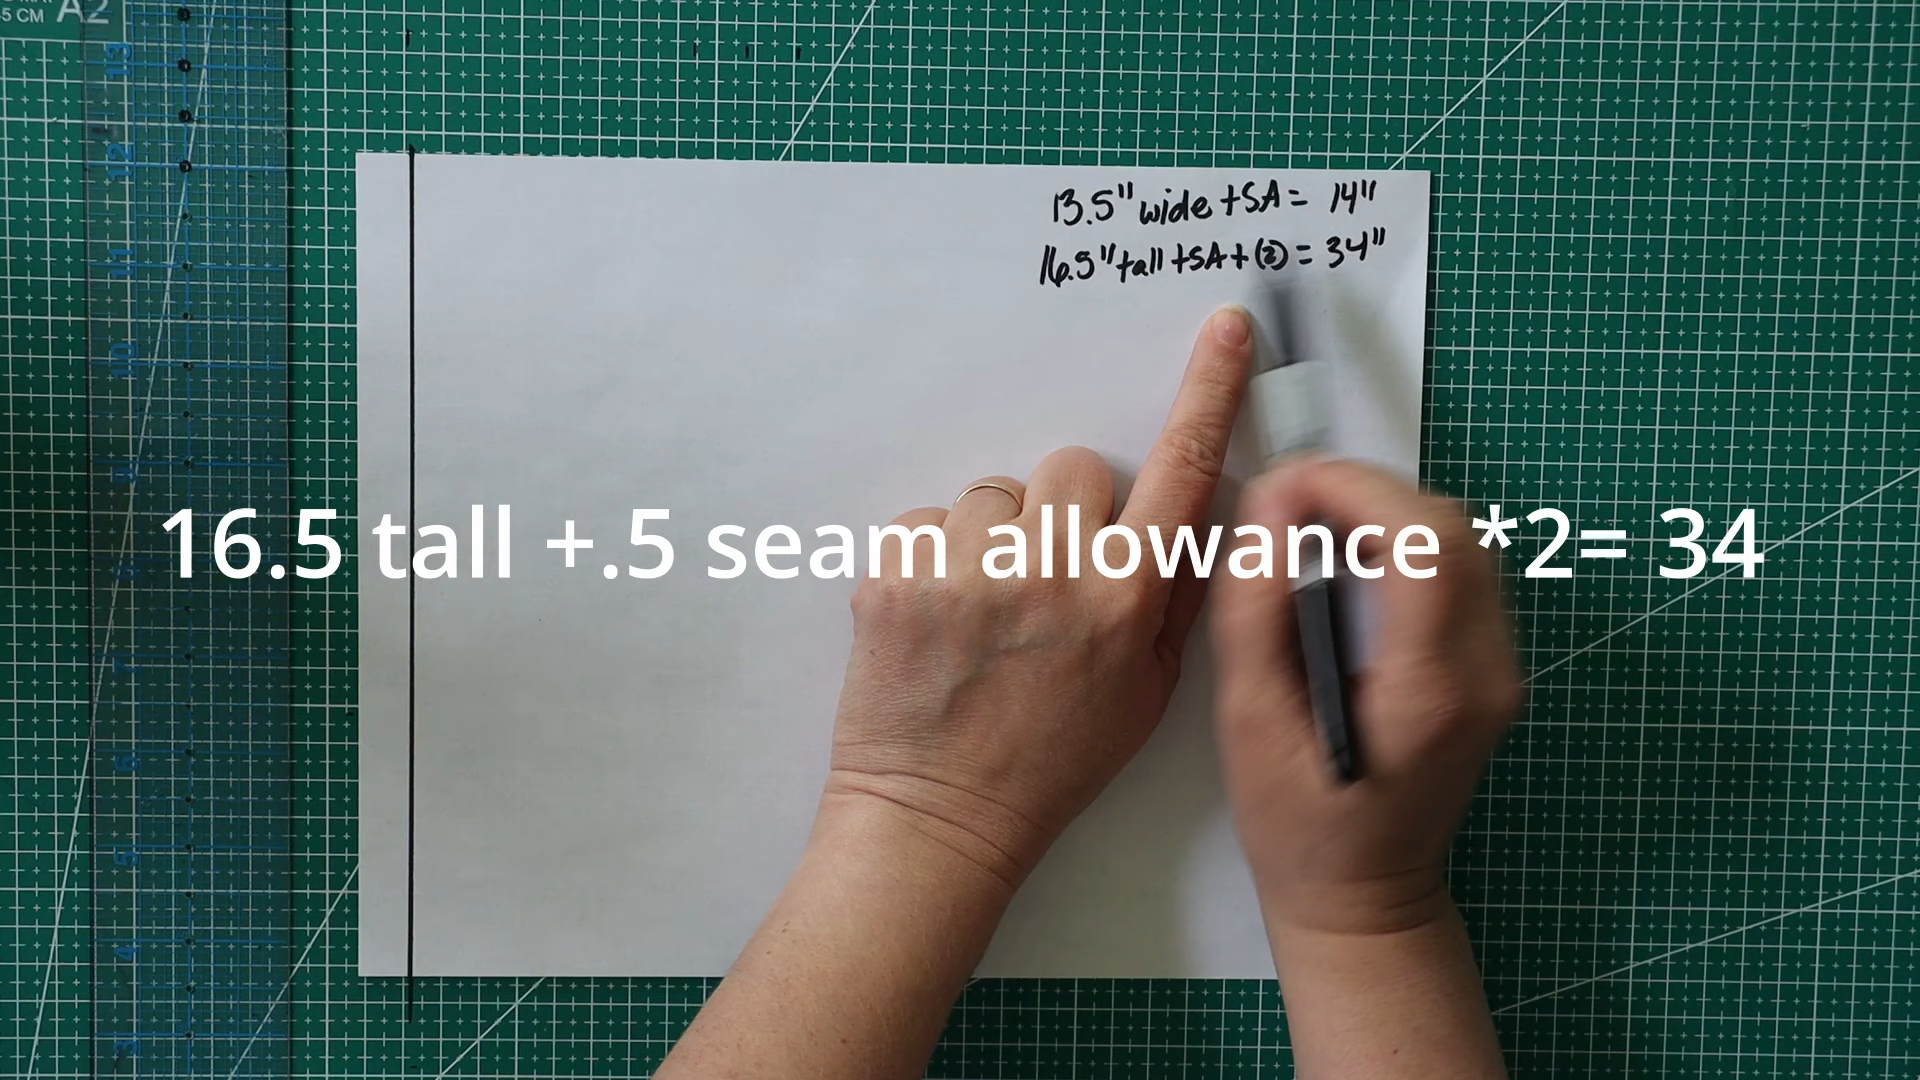 A2
5 CM
13
12
11
10
9
7
6
5
4
3
13.5" wide + SA = 14"
16.5" tall + SA + (2) = 34"
16.5 tall +.5 seam allowance *2= 34